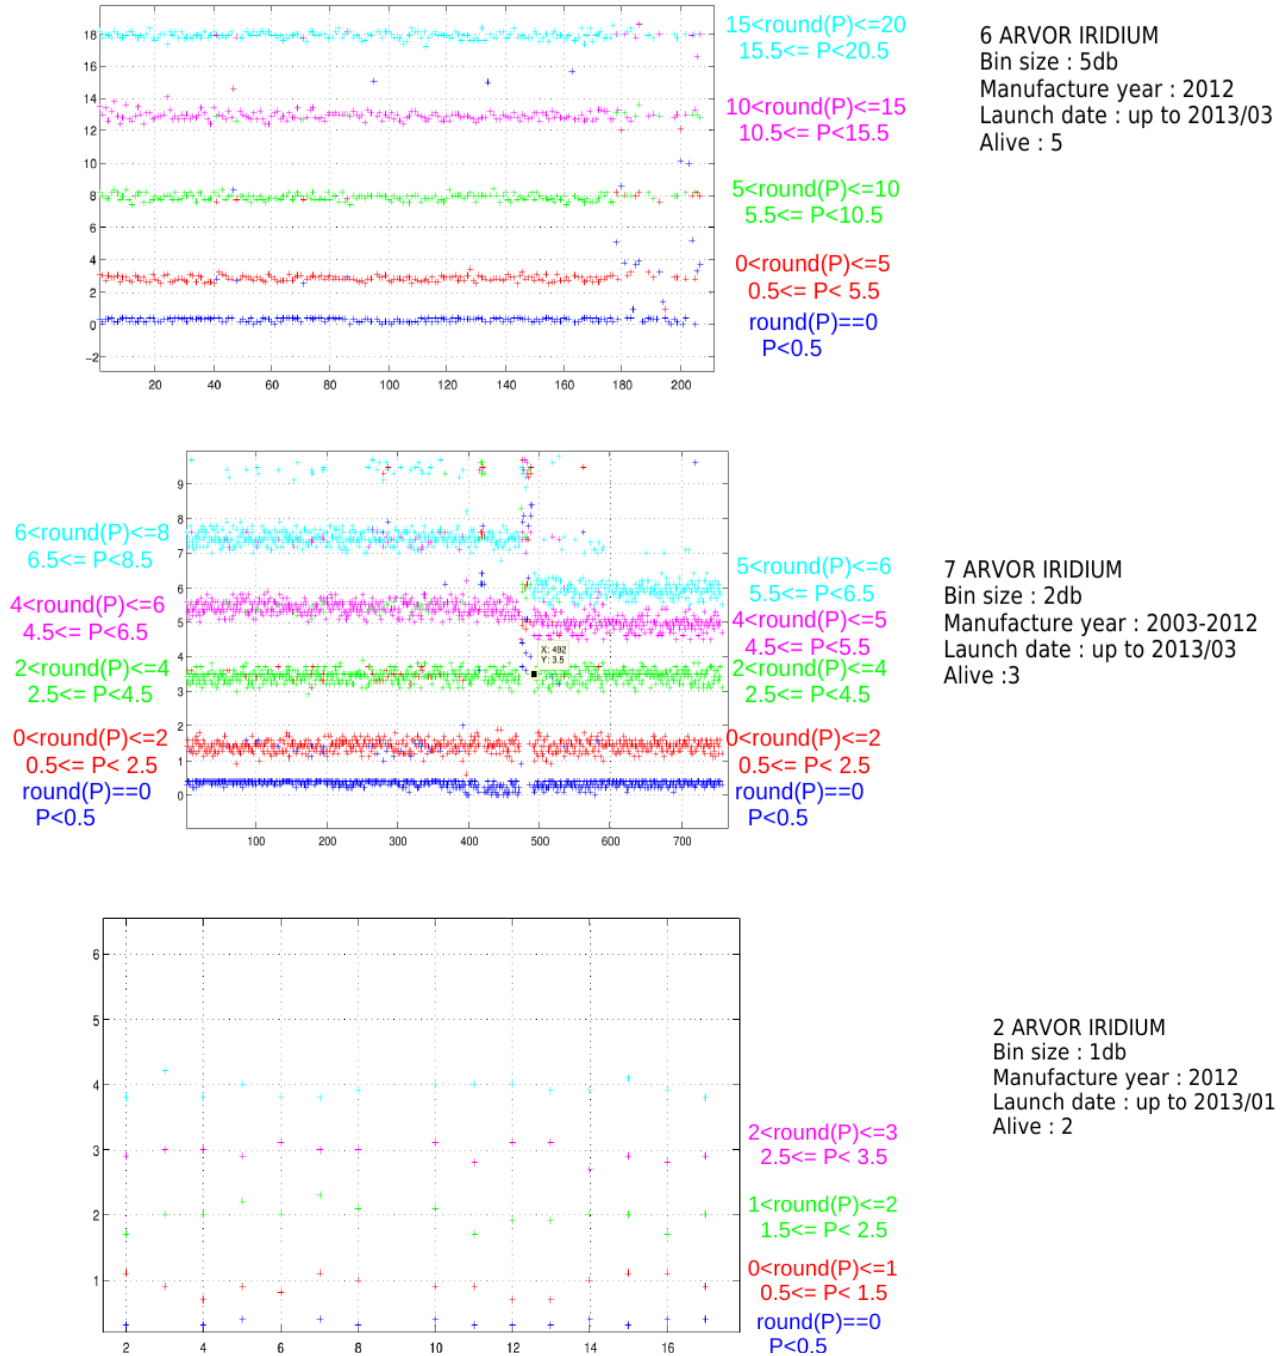 18
16
14
12
10
8
6
4
2
0
−2
20 40 60 80 100 120 140 160 180 200
15<round(P)<=20
15.5<= P<20.5
10<round(P)<=15
10.5<= P<15.5
5<round(P)<=10
5.5<= P<10.5
0<round(P)<=5
0.5<= P< 5.5
round(P)==0
P<0.5
6 ARVOR IRIDIUM
Bin size : 5db
Manufacture year : 2012
Launch date : up to 2013/03
Alive : 5
6<round(P)<=8
6.5<= P<8.5
4<round(P)<=6
4.5<= P<6.5
2<round(P)<=4
2.5<= P<4.5
0<round(P)<=2
0.5<= P< 2.5
round(P)==0
P<0.5
9
8
7
6
5
4
3
2
1
0
X: 492
Y: 3.5
100 200 300 400 500 600 700
5<round(P)<=6
5.5<= P<6.5
4<round(P)<=5
4.5<= P<5.5
2<round(P)<=4
2.5<= P<4.5
0<round(P)<=2
0.5<= P< 2.5
round(P)==0
P<0.5
7 ARVOR IRIDIUM
Bin size : 2db
Manufacture year : 2003-2012
Launch date : up to 2013/03
Alive :3
6
5
4
3
2
1
2 4 6 8 10 12 14 16
2<round(P)<=3
2.5<= P< 3.5
1<round(P)<=2
1.5<= P< 2.5
0<round(P)<=1
0.5<= P< 1.5
round(P)==0
P<0.5
2 ARVOR IRIDIUM
Bin size : 1db
Manufacture year : 2012
Launch date : up to 2013/01
Alive : 2